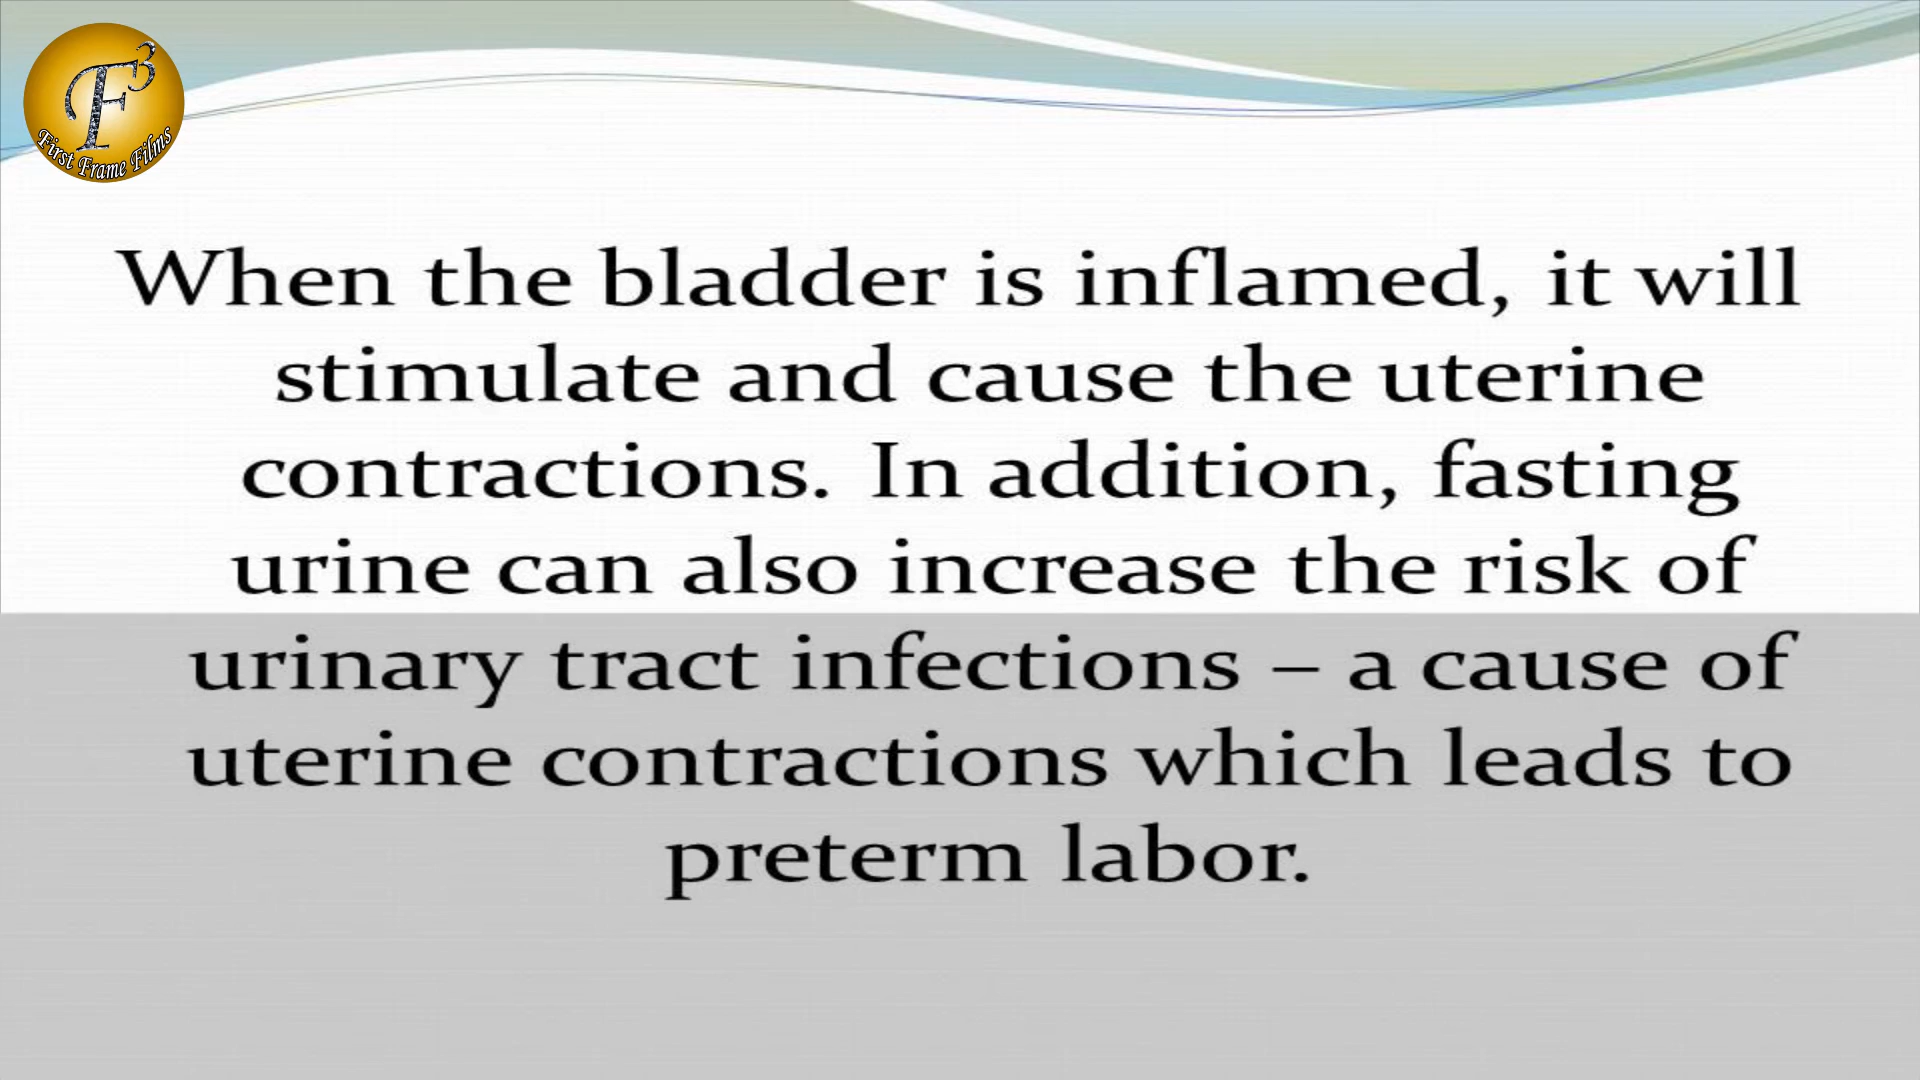 F3
First Frame Films
When the bladder is inflamed, it will
stimulate and cause the uterine
contractions. In addition, fasting
urine can also increase the risk of
urinary tract infections – a cause of
uterine contractions which leads to
preterm labor.